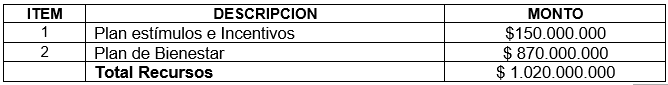 ITEM DESCRIPCION MONTO
1 Plan estímulos e Incentivos $150.000.000
2 Plan de Bienestar $ 870.000.000
Total Recursos $ 1.020.000.000